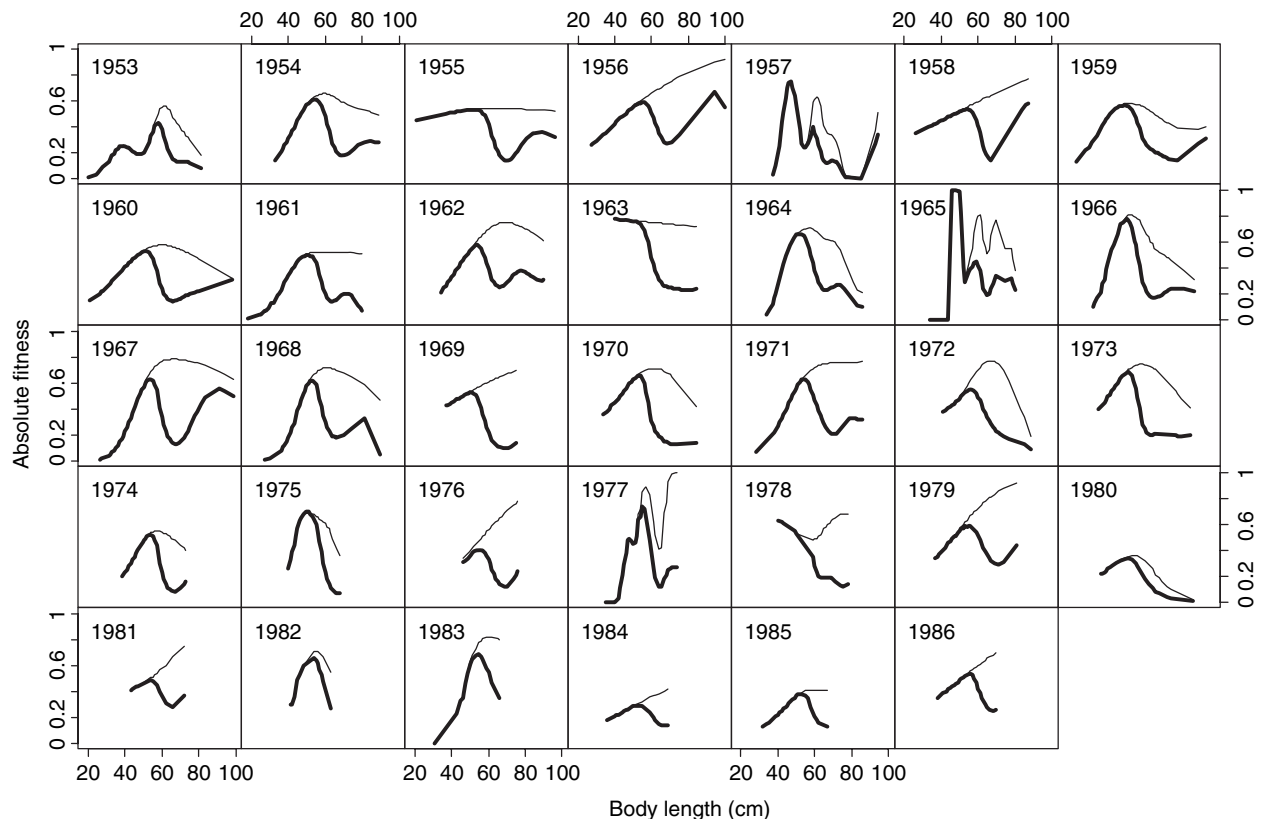 20 40 60 80 100 20 40 60 80 100 20 40 60 80 100
1953 1954 1955 1956 1957 1958 1959
0.2 0.6 1
1960 1961 1962 1963 1964 1965 1966
0 0.2 0.6 1
1967 1968 1969 1970 1971 1972 1973
0.2 0.6 1
1974 1975 1976 1977 1978 1979 1980
0 0.2 0.6 1
1981 1982 1983 1984 1985 1986
0 0.2 0.6 1
20 40 60 80 100 20 40 60 80 100 20 40 60 80 100
Absolute fitness
Body length (cm)